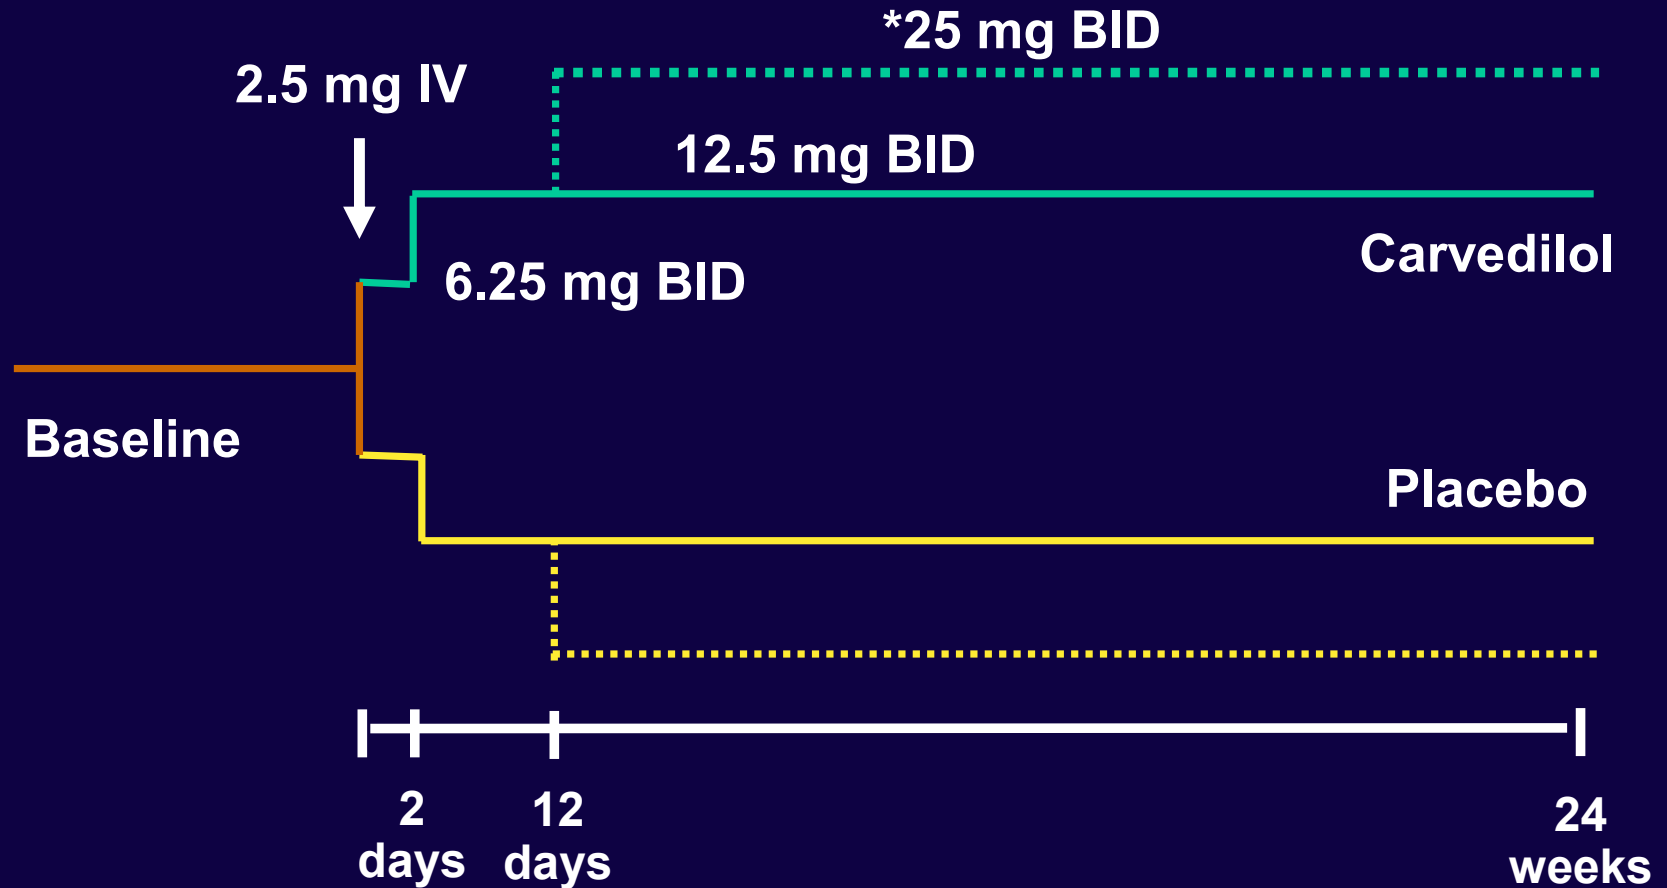 *25 mg BID
2.5 mg IV
12.5 mg BID
Carvedilol
6.25 mg BID
Baseline
Placebo
2
days
12
days
24
weeks